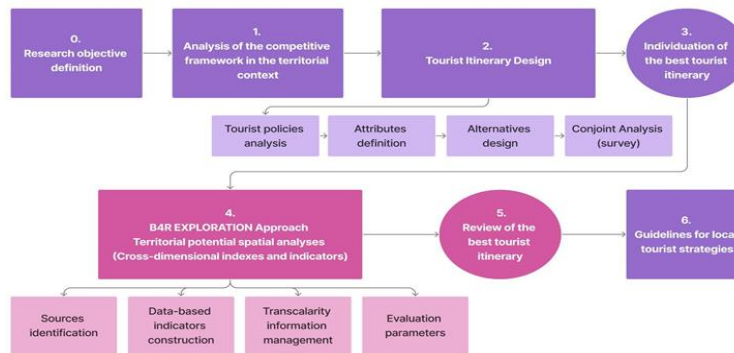 0.
Research objective
definition
1.
Analysis of the competitive
framework in the territorial
context
2.
Tourist Itinerary Design
3.
Individuation of
the best tourist
itinerary
Tourist policies
analysis
Attributes
definition
Alternatives
design
Conjoint Analysis
(survey)
4.
B4R EXPLORATION Approach
Territorial potential spatial analyses
(Cross-dimensional indexes and indicators)
5.
Review of the
best tourist
itinerary
6.
Guidelines for local
tourist strategies
Sources
identification
Data-based
indicators
construction
Transcalarity
information
management
Evaluation
parameters